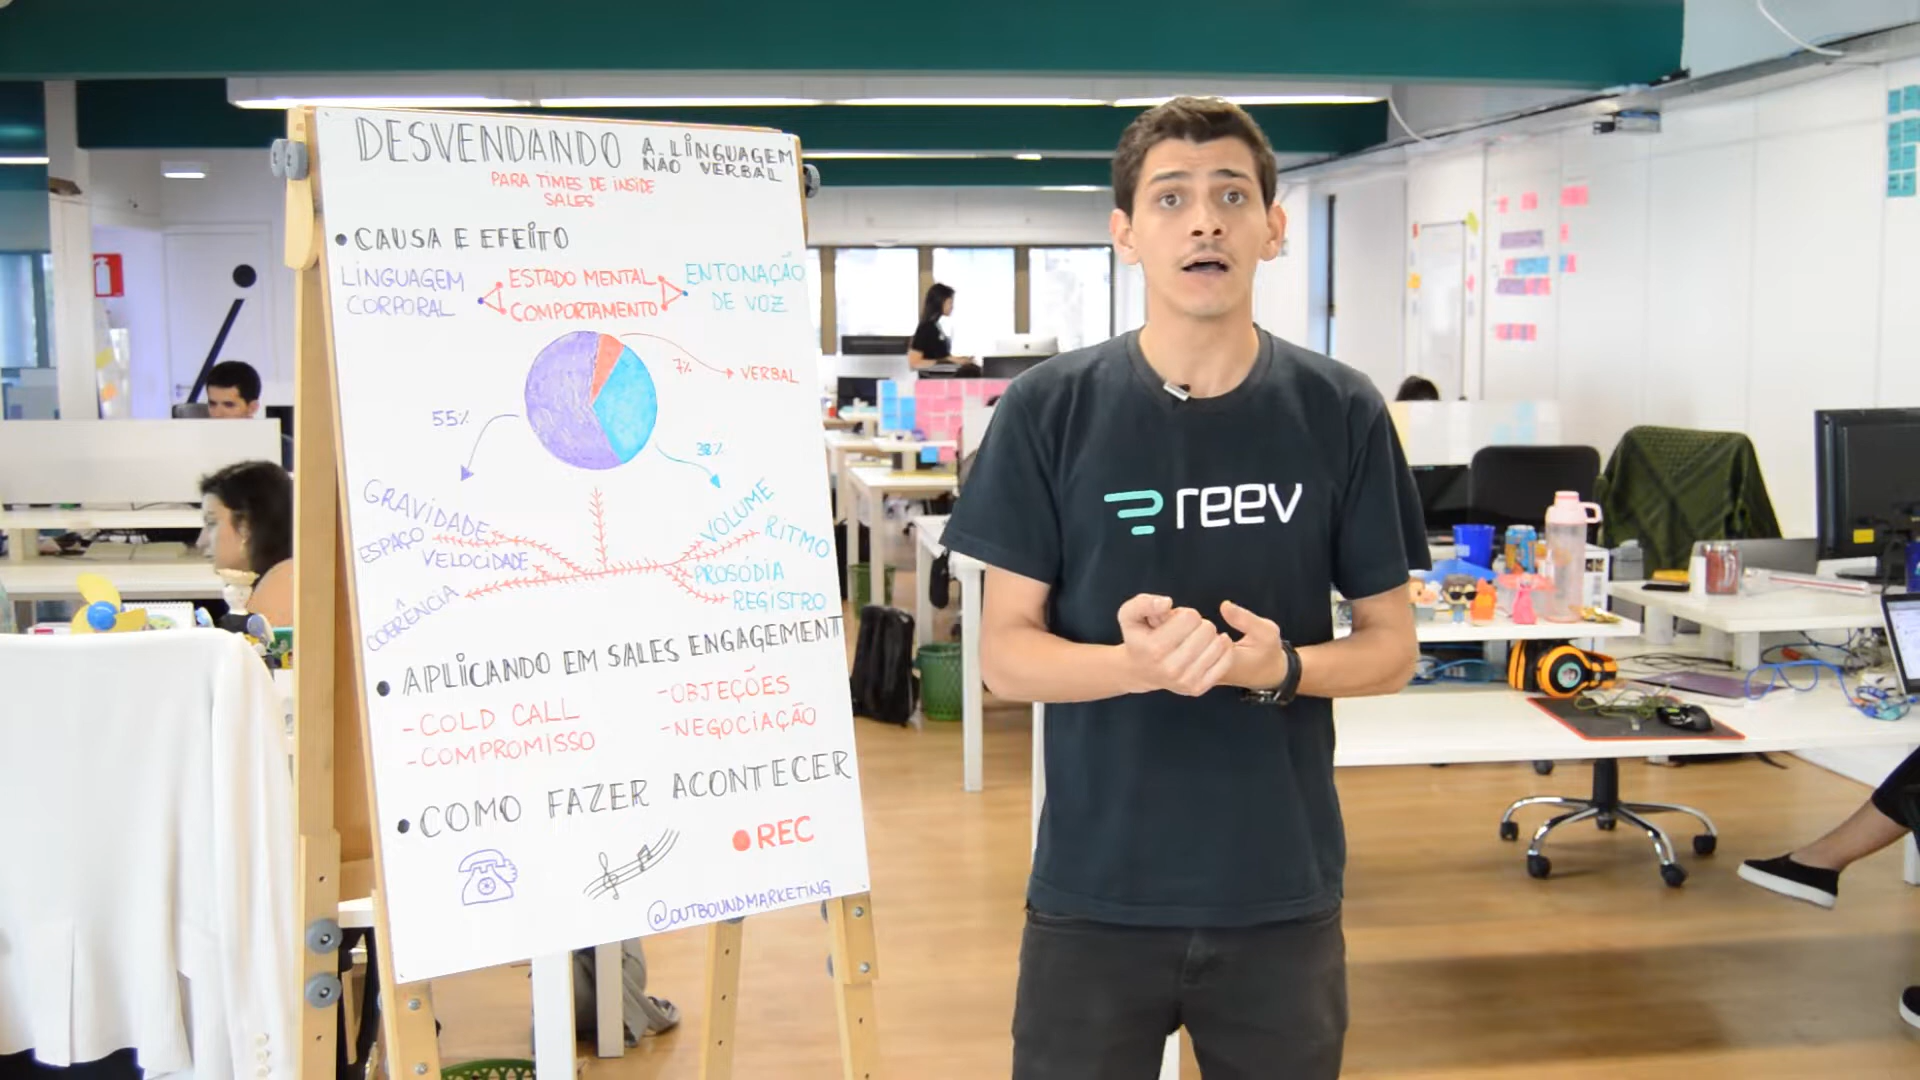 DESVENDANDO A LINGUAGEM
NÃO VERBAL
PARA TIMES DE INSIDE
SALES
• CAUSA E EFEITO
LINGUAGEM
CORPORAL
ESTADO MENTAL
COMPORTAMENTO
ENTONAÇÃO
DE VOZ
7%
VERBAL
55%
38%
GRAVIDADE
ESPAÇO
VELOCIDADE
COERÊNCIA
VOLUME
RITMO
PROSÓDIA
REGISTRO
• APLICANDO EM SALES ENGAGEMENT
- COLD CALL
- COMPROMISSO
- OBJEÇÕES
- NEGOCIAÇÃO
• COMO FAZER ACONTECER
REC
@OUTBOUNDMARKETING
reev